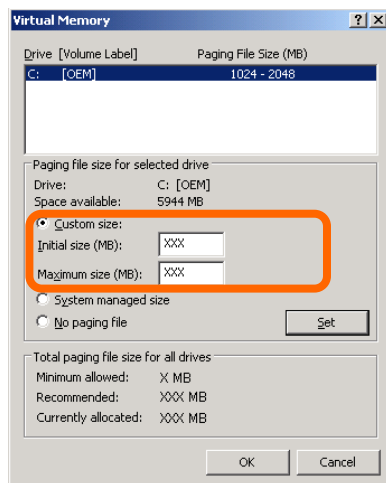 Virtual Memory
Drive [Volume Label] Paging File Size (MB)
C: [OEM] 1024 - 2048
Paging file size for selected drive
Drive: C: [OEM]
Space available: 5944 MB
Custom size:
Initial size (MB): XXX
Maximum size (MB): XXX
System managed size
No paging file Set
Total paging file size for all drives
Minimum allowed: X MB
Recommended: XXX MB
Currently allocated: XXX MB
OK Cancel